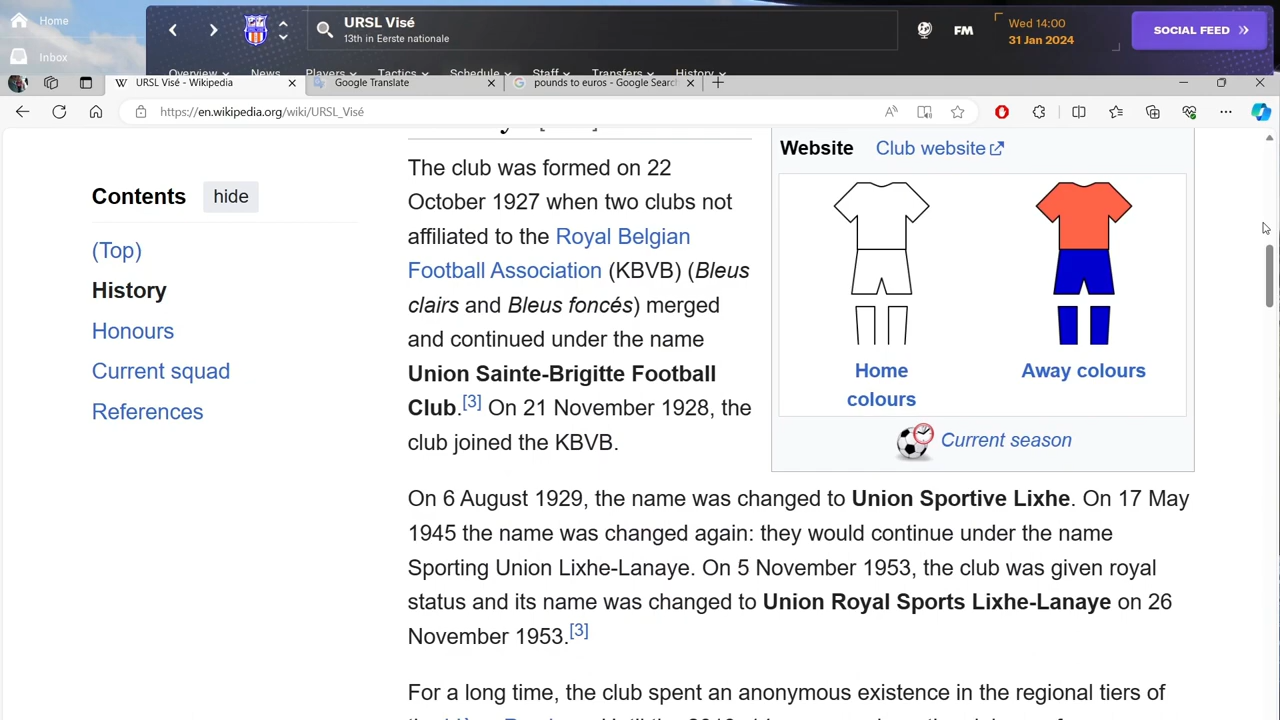 Home
URSL Visé
13th in Eerste nationale
FM
Wed 14:00
31 Jan 2024
SOCIAL FEED
Inbox
Overview
News
Players
Tactics
Schedule
Staff
Transfers
History
URSL Visé - Wikipedia
Google Translate
pounds to euros - Google Search
https://en.wikipedia.org/wiki/URSL_Visé
Contents
hide
(Top)
History
Honours
Current squad
References
The club was formed on 22
October 1927 when two clubs not
affiliated to the Royal Belgian
Football Association (KBVB) (Bleus
clairs and Bleus foncés) merged
and continued under the name
Union Sainte-Brigitte Football
Club.[3] On 21 November 1928, the
club joined the KBVB.
Website Club website
Home
colours
Away colours
Current season
On 6 August 1929, the name was changed to Union Sportive Lixhe. On 17 May
1945 the name was changed again: they would continue under the name
Sporting Union Lixhe-Lanaye. On 5 November 1953, the club was given royal
status and its name was changed to Union Royal Sports Lixhe-Lanaye on 26
November 1953.[3]
For a long time, the club spent an anonymous existence in the regional tiers of